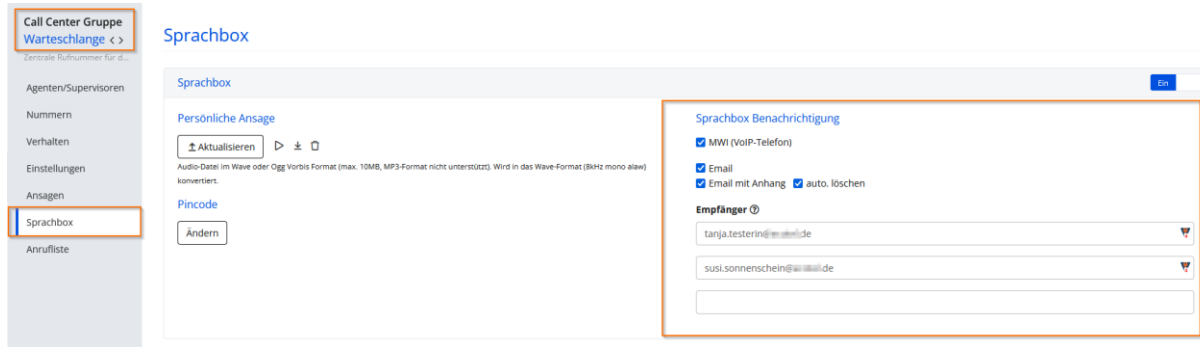 Call Center Gruppe
Warteschlange < >
Zentrale Rufnummer für d...
Agenten/Supervisoren
Nummern
Verhalten
Einstellungen
Ansagen
Sprachbox
Anrufliste
Sprachbox
Sprachbox
Ein
Persönliche Ansage
Aktualisieren
Audio-Datei im Wave oder Ogg Vorbis Format (max. 10MB, MP3-Format nicht unterstützt). Wird in das Wave-Format (8kHz mono alaw)
konvertiert.
Pincode
Ändern
Sprachbox Benachrichtigung
MWI (VoIP-Telefon)
Email
Email mit Anhang auto. löschen
Empfänger ?
tanja.testerin@ .de
susi.sonnenschein@ .de